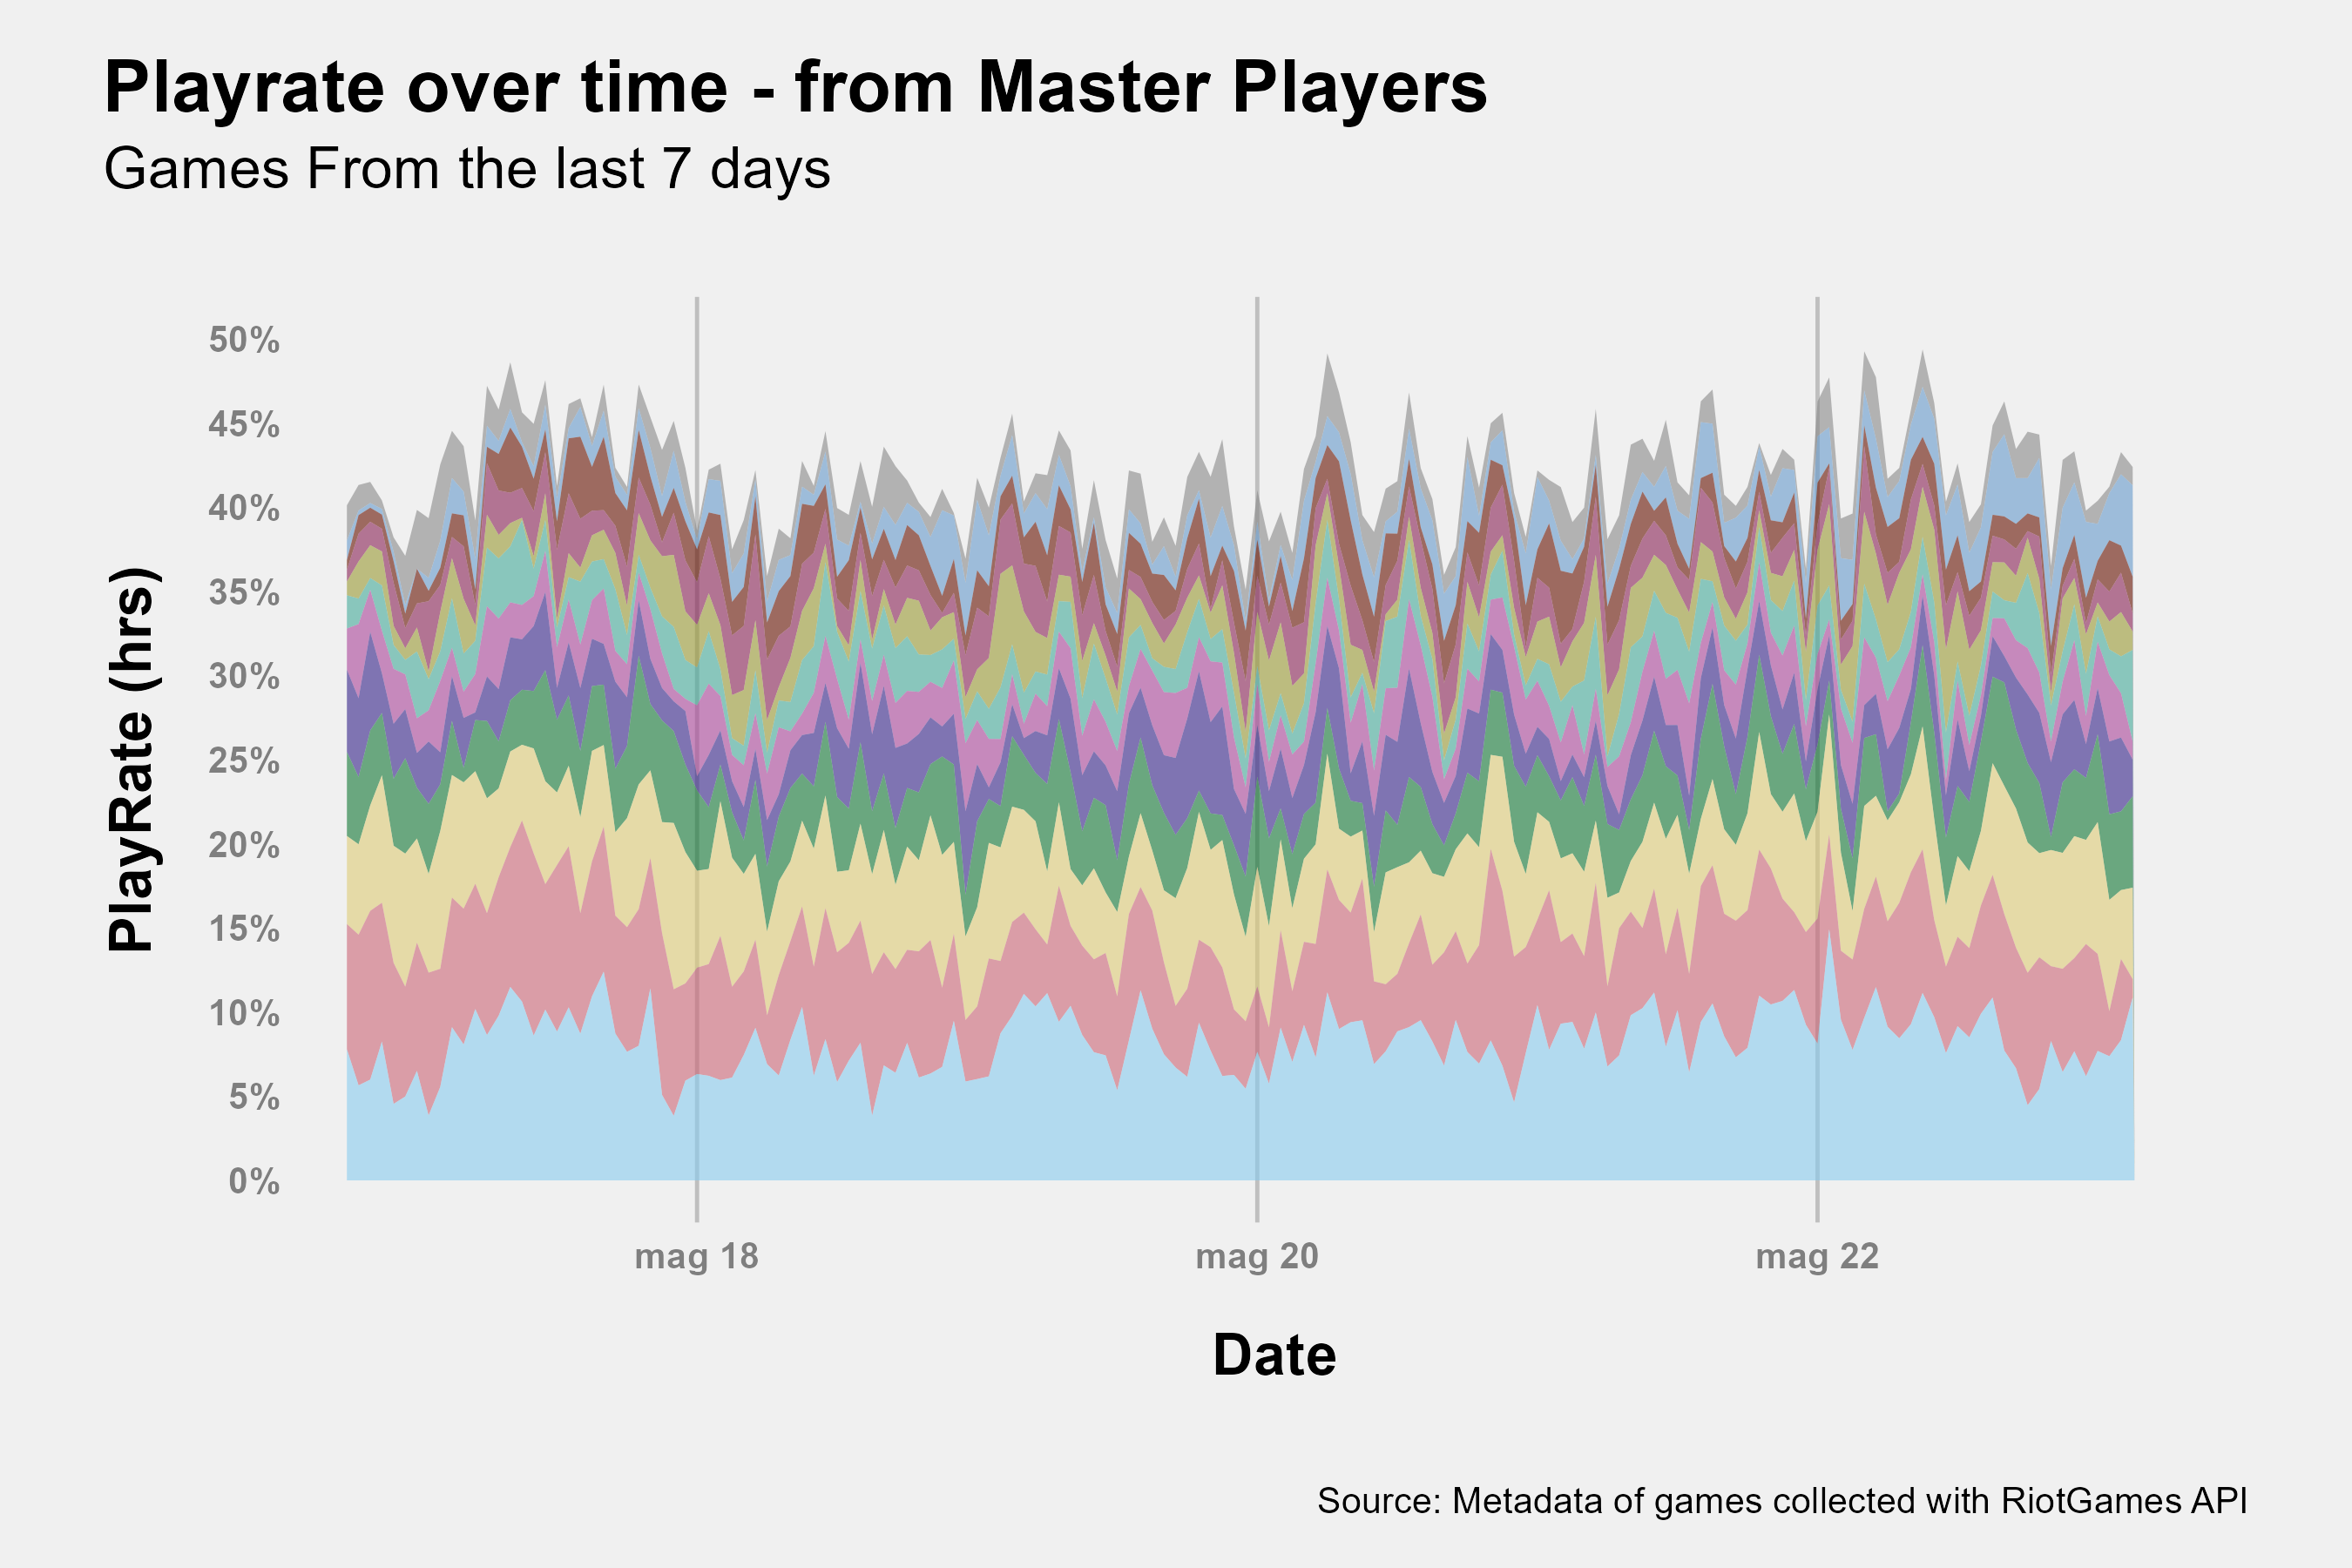 Playrate over time - from Master Players
Games From the last 7 days
PlayRate (hrs)
50%
45%
40%
35%
30%
25%
20%
15%
10%
5%
0%
mag 18
mag 20
mag 22
Date
Source: Metadata of games collected with RiotGames API